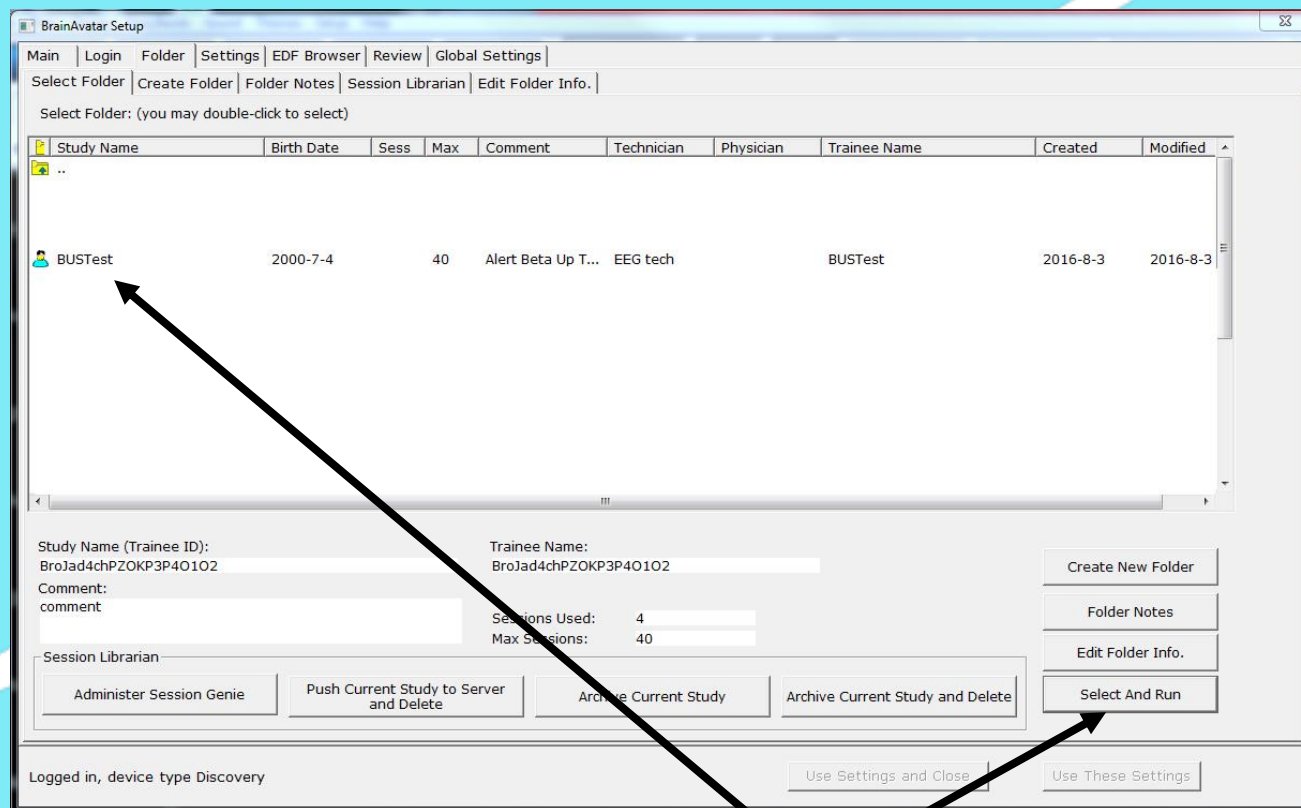 BrainAvatar Setup
Main Login Folder Settings EDF Browser Review Global Settings
Select Folder Create Folder Folder Notes Session Librarian Edit Folder Info.
Select Folder: (you may double-click to select)
Study Name Birth Date Sess Max Comment Technician Physician Trainee Name Created Modified
..
BUSTest 2000-7-4 40 Alert Beta Up T... EEG tech BUSTest 2016-8-3 2016-8-3
Study Name (Trainee ID): Trainee Name:
BroJad4chPZOKP3P4O1O2 BroJad4chPZOKP3P4O1O2
Create New Folder
Comment:
comment
Folder Notes
Sessions Used: 4
Max Sessions: 40
Edit Folder Info.
Session Librarian
Administer Session Genie
Push Current Study to Server
and Delete
Archive Current Study
Archive Current Study and Delete
Select And Run
Logged in, device type Discovery
Use Settings and Close
Use These Settings